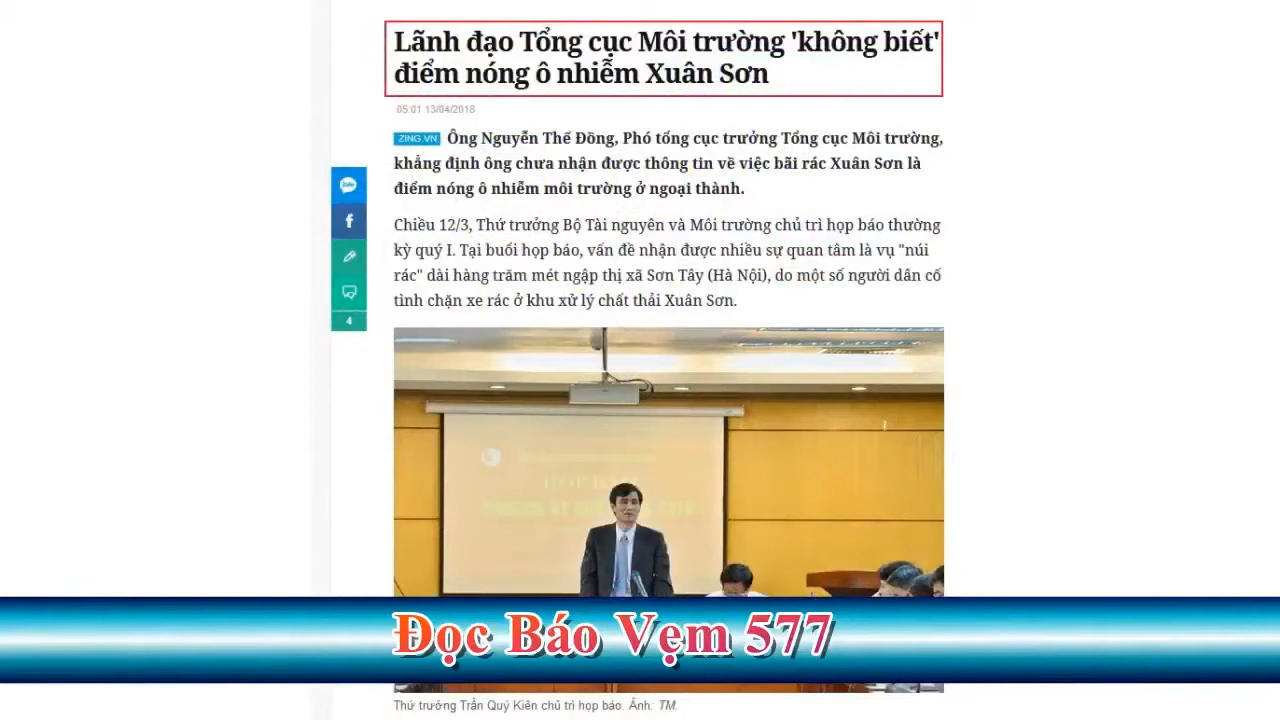 Lãnh đạo Tổng cục Môi trường 'không biết'
điểm nóng ô nhiễm Xuân Sơn
05:01 13/04/2018
ZING.VN Ông Nguyễn Thế Đồng, Phó tổng cục trưởng Tổng cục Môi trường,
khẳng định ông chưa nhận được thông tin về việc bãi rác Xuân Sơn là
điểm nóng ô nhiễm môi trường ở ngoại thành.
Zalo
f
Chiều 12/3, Thứ trưởng Bộ Tài nguyên và Môi trường chủ trì họp báo thường
kỳ quý I. Tại buổi họp báo, vấn đề nhận được nhiều sự quan tâm là vụ "núi
rác" dài hàng trăm mét ngập thị xã Sơn Tây (Hà Nội), do một số người dân cố
tình chặn xe rác ở khu xử lý chất thải Xuân Sơn.
4
Đọc Báo Vẹm 577
Thứ trưởng Trần Quý Kiên chủ trì họp báo. Ảnh: TM.